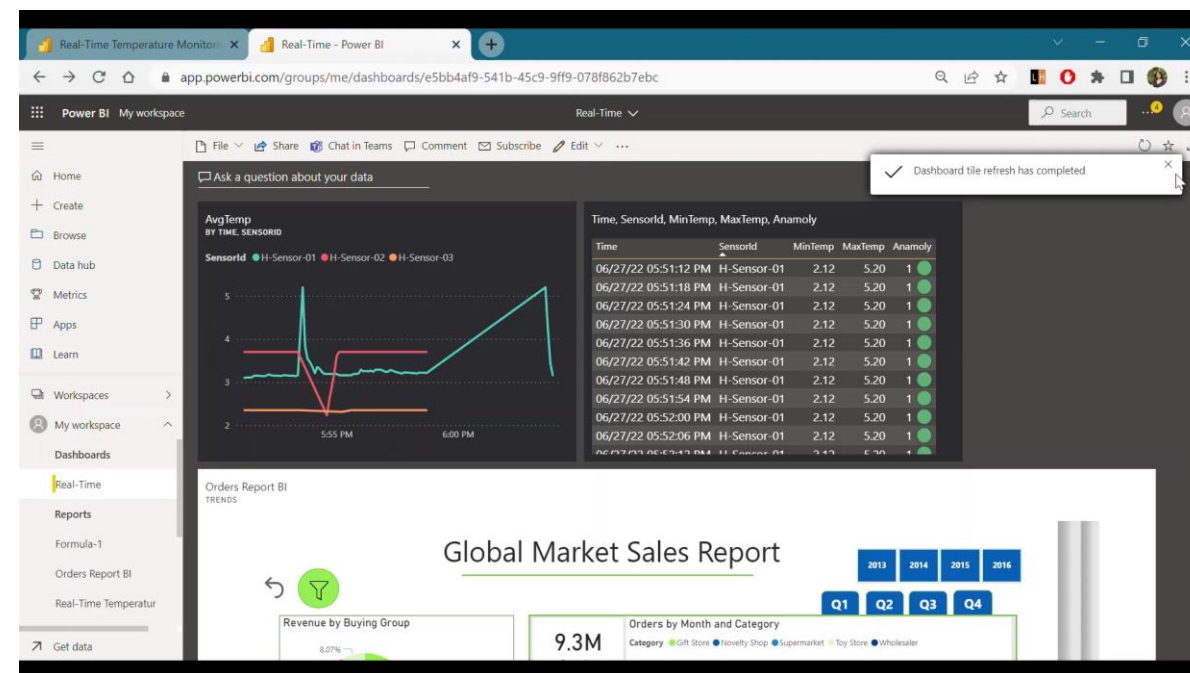 Real-Time Temperature Monitori
Real-Time - Power BI
app.powerbi.com/groups/me/dashboards/e5bb4af9-541b-45c9-9ff9-078f862b7ebc
Power BI My workspace
Real-Time
Search
4
File Share Chat in Teams Comment Subscribe Edit ...
Dashboard tile refresh has completed
Home
Create
Browse
Data hub
Metrics
Apps
Learn
Workspaces
My workspace
Dashboards
Real-Time
Reports
Formula-1
Orders Report BI
Real-Time Temperatur
Get data
Ask a question about your data
AvgTemp
BY TIME, SENSORID
SensorId H-Sensor-01 H-Sensor-02 H-Sensor-03
5
4
3
2
5:55 PM 6:00 PM
Time, SensorId, MinTemp, MaxTemp, Anamoly
Time SensorId MinTemp MaxTemp Anamoly
06/27/22 05:51:12 PM H-Sensor-01 2.12 5.20 1
06/27/22 05:51:18 PM H-Sensor-01 2.12 5.20 1
06/27/22 05:51:24 PM H-Sensor-01 2.12 5.20 1
06/27/22 05:51:30 PM H-Sensor-01 2.12 5.20 1
06/27/22 05:51:36 PM H-Sensor-01 2.12 5.20 1
06/27/22 05:51:42 PM H-Sensor-01 2.12 5.20 1
06/27/22 05:51:48 PM H-Sensor-01 2.12 5.20 1
06/27/22 05:51:54 PM H-Sensor-01 2.12 5.20 1
06/27/22 05:52:00 PM H-Sensor-01 2.12 5.20 1
06/27/22 05:52:06 PM H-Sensor-01 2.12 5.20 1
Orders Report BI
TRENDS
Global Market Sales Report
2013 2014 2015 2016
Q1 Q2 Q3 Q4
Revenue by Buying Group
8.07%
9.3M
Orders by Month and Category
Category Gift Store Novelty Shop Supermarket Toy Store Wholesaler